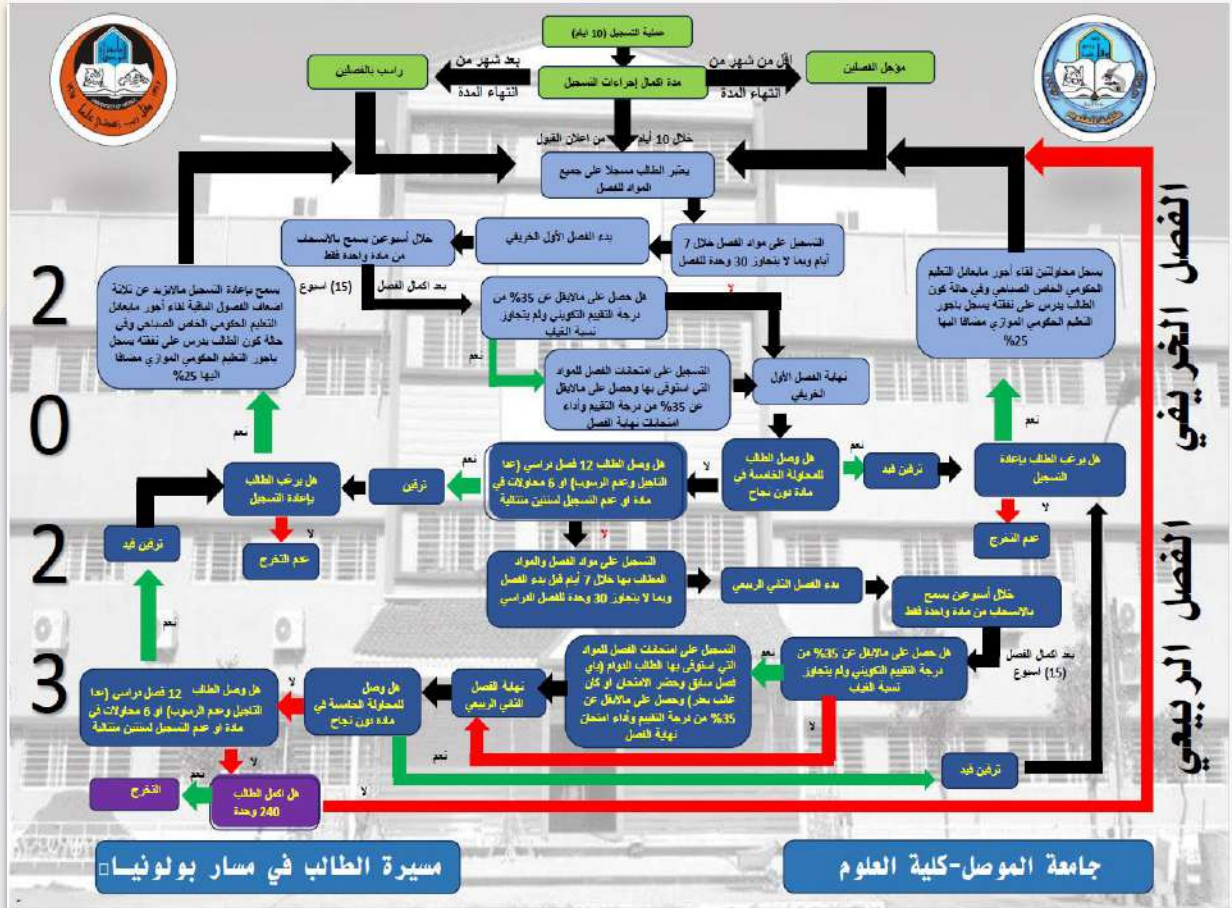 عملية التسجيل (10 ايام)
مدة اكمال إجراءات التسجيل
بعد شهر من
انتهاء المدة
راسب بالفصلين
اقل من شهر من
انتهاء المدة
مؤجل الفصلين
خلال 10 أيام من اعلان القبول
يعتبر الطالب مسجلا على جميع
المواد للفصل
التسجيل على مواد الفصل خلال 7
أيام وبما لا يتجاوز 30 وحدة للفصل
بدء الفصل الأول الخريفي
خلال أسبوعين يسمح بالانسحاب
من مادة واحدة فقط
بعد اكمال الفصل
(15) اسبوع
هل حصل على مالايقل عن 35% من
درجة التقييم التكويني ولم يتجاوز
نسبة الغياب
لا
نعم
التسجيل على امتحانات الفصل للمواد
التي استوفى بها وحصل على مالايقل
عن 35% من درجة التقييم وأداء
امتحانات نهاية الفصل
نهاية الفصل الأول
الخريفي
يسمح بإعادة التسجيل مالايزيد عن ثلاثة
اضعاف الفصول الباقية لقاء أجور مايعادل
التعليم الحكومي الخاص الصباحي وفي
حالة كون الطالب يدرس على نفقته يسجل
باجور التعليم الحكومي الموازي مضافا
اليها 25%
يسجل محاولتين لقاء أجور مايعادل التعليم
الحكومي الخاص الصباحي وفي حالة كون
الطالب يدرس على نفقته يسجل باجور
التعليم الحكومي الموازي مضافا اليها
25%
نعم
نعم
هل يرغب الطالب بإعادة
التسجيل
لا
عدم التخرج
ترقين قيد
نعم
هل وصل الطالب
للمحاولة الخامسة في
مادة دون نجاح
لا
هل وصل الطالب 12 فصل دراسي (عدا
التاجيل وعدم الرسوب) او 6 محاولات في
مادة او عدم التسجيل لسنتين متتالية
نعم
ترقين
هل يرغب الطالب
بإعادة التسجيل
لا
عدم التخرج
ترقين قيد
لا
التسجيل على مواد الفصل والمواد
المطالب بها خلال 7 أيام قبل بدء الفصل
وبما لا يتجاوز 30 وحدة للفصل الدراسي
بدء الفصل الثاني الربيعي
خلال أسبوعين يسمح
بالانسحاب من مادة واحدة فقط
بعد اكمال الفصل
(15) اسبوع
هل حصل على مالايقل عن 35% من
درجة التقييم التكويني ولم يتجاوز
نسبة الغياب
نعم
لا
التسجيل على امتحانات الفصل للمواد
التي استوفى بها الطالب الدوام (باي
فصل سابق وحضر الامتحان او كان
غائب بعذر) وحصل على مالايقل عن
35% من درجة التقييم وأداء امتحان
نهاية الفصل
نهاية الفصل
الثاني الربيعي
هل وصل
للمحاولة الخامسة في
مادة دون نجاح
نعم
لا
ترقين قيد
هل وصل الطالب 12 فصل دراسي (عدا
التاجيل وعدم الرسوب) او 6 محاولات في
مادة او عدم التسجيل لسنتين متتالية
نعم
لا
هل اكمل الطالب
240 وحدة
نعم
التخرج
لا
الفصل الخريفي
الفصل الربيعي
2
0
2
3
جامعة الموصل-كلية العلوم
مسيرة الطالب في مسار بولونيا